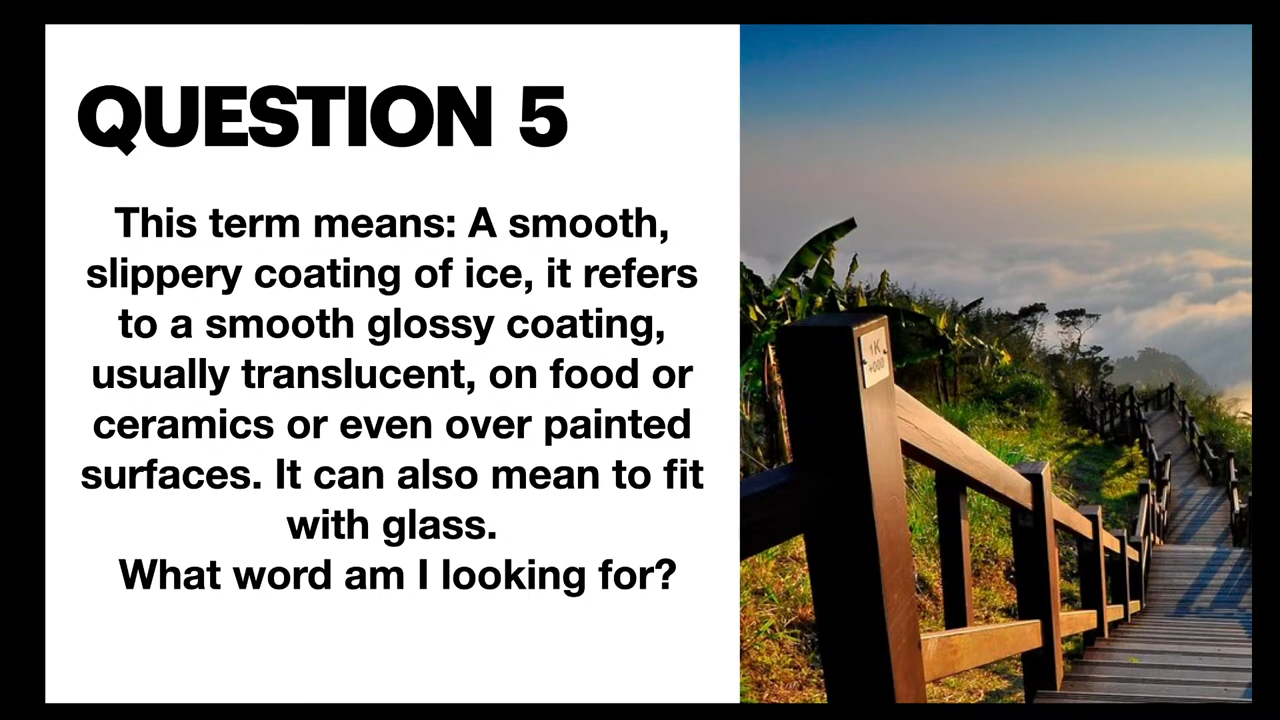 QUESTION 5
This term means: A smooth,
slippery coating of ice, it refers
to a smooth glossy coating,
usually translucent, on food or
ceramics or even over painted
surfaces. It can also mean to fit
with glass.
What word am I looking for?
1K
+000